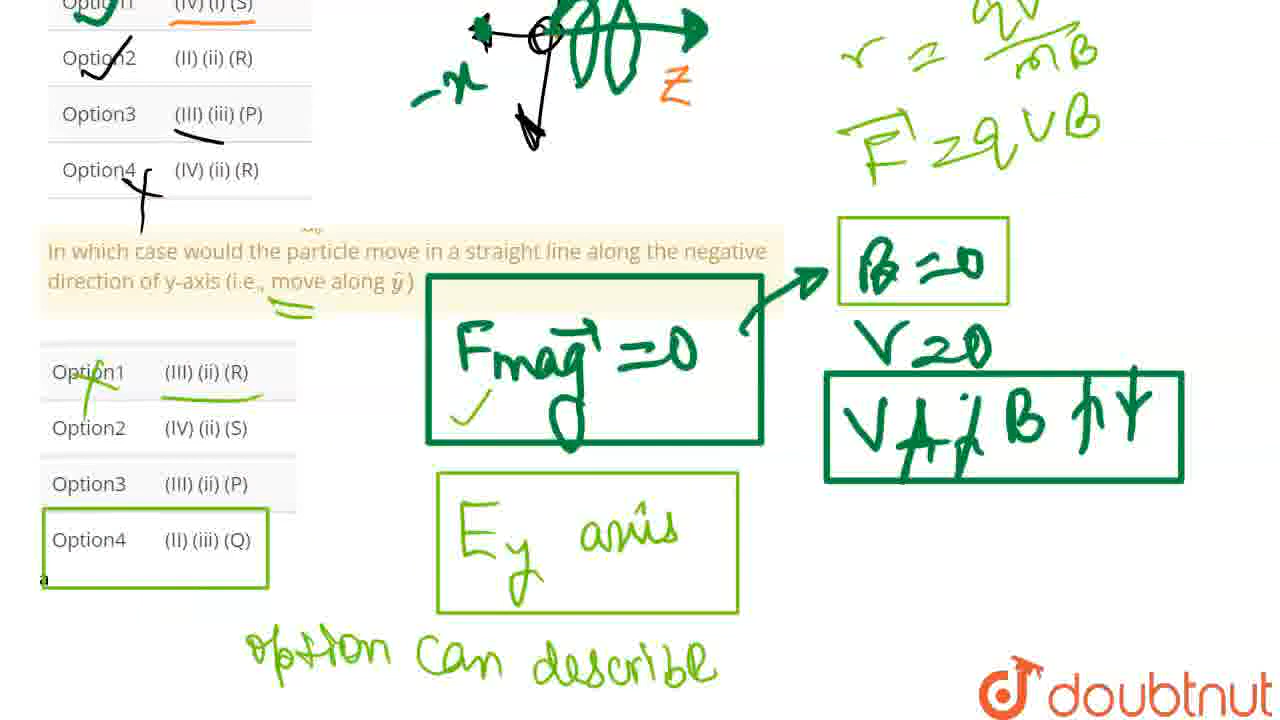 Option1 (IV) (i) (S)
Option2 (II) (ii) (R)
Option3 (III) (iii) (P)
Option4 (IV) (ii) (R)
-x
Z
r = qV/mB
F = qVB
In which case would the particle move in a straight line along the negative
direction of y-axis (i.e., move along ŷ)
Option1 (III) (ii) (R)
Option2 (IV) (ii) (S)
Option3 (III) (ii) (P)
Option4 (II) (iii) (Q)
a
Fmag = 0
B = 0
V = 0
B ↑↓
Ey axis
option can describe
doubtnut